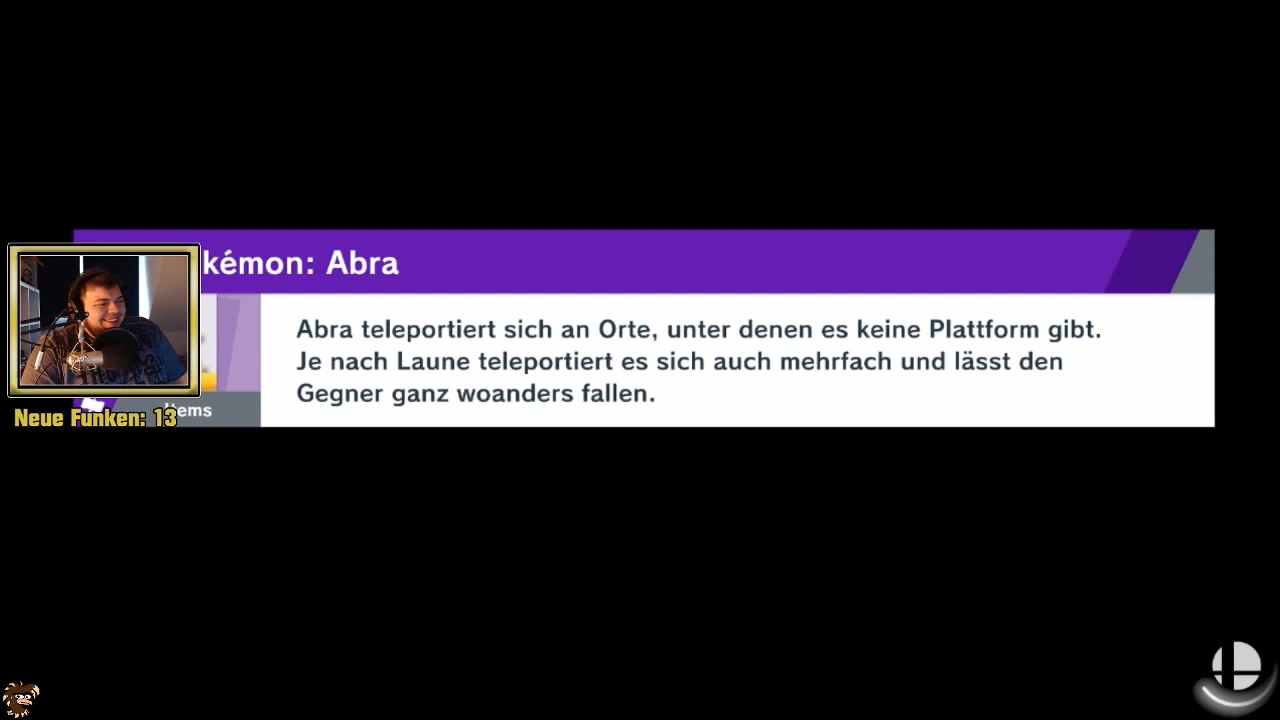 kémon: Abra
Abra teleportiert sich an Orte, unter denen es keine Plattform gibt.
Je nach Laune teleportiert es sich auch mehrfach und lässt den
Gegner ganz woanders fallen.
Items
Neue Funken: 13